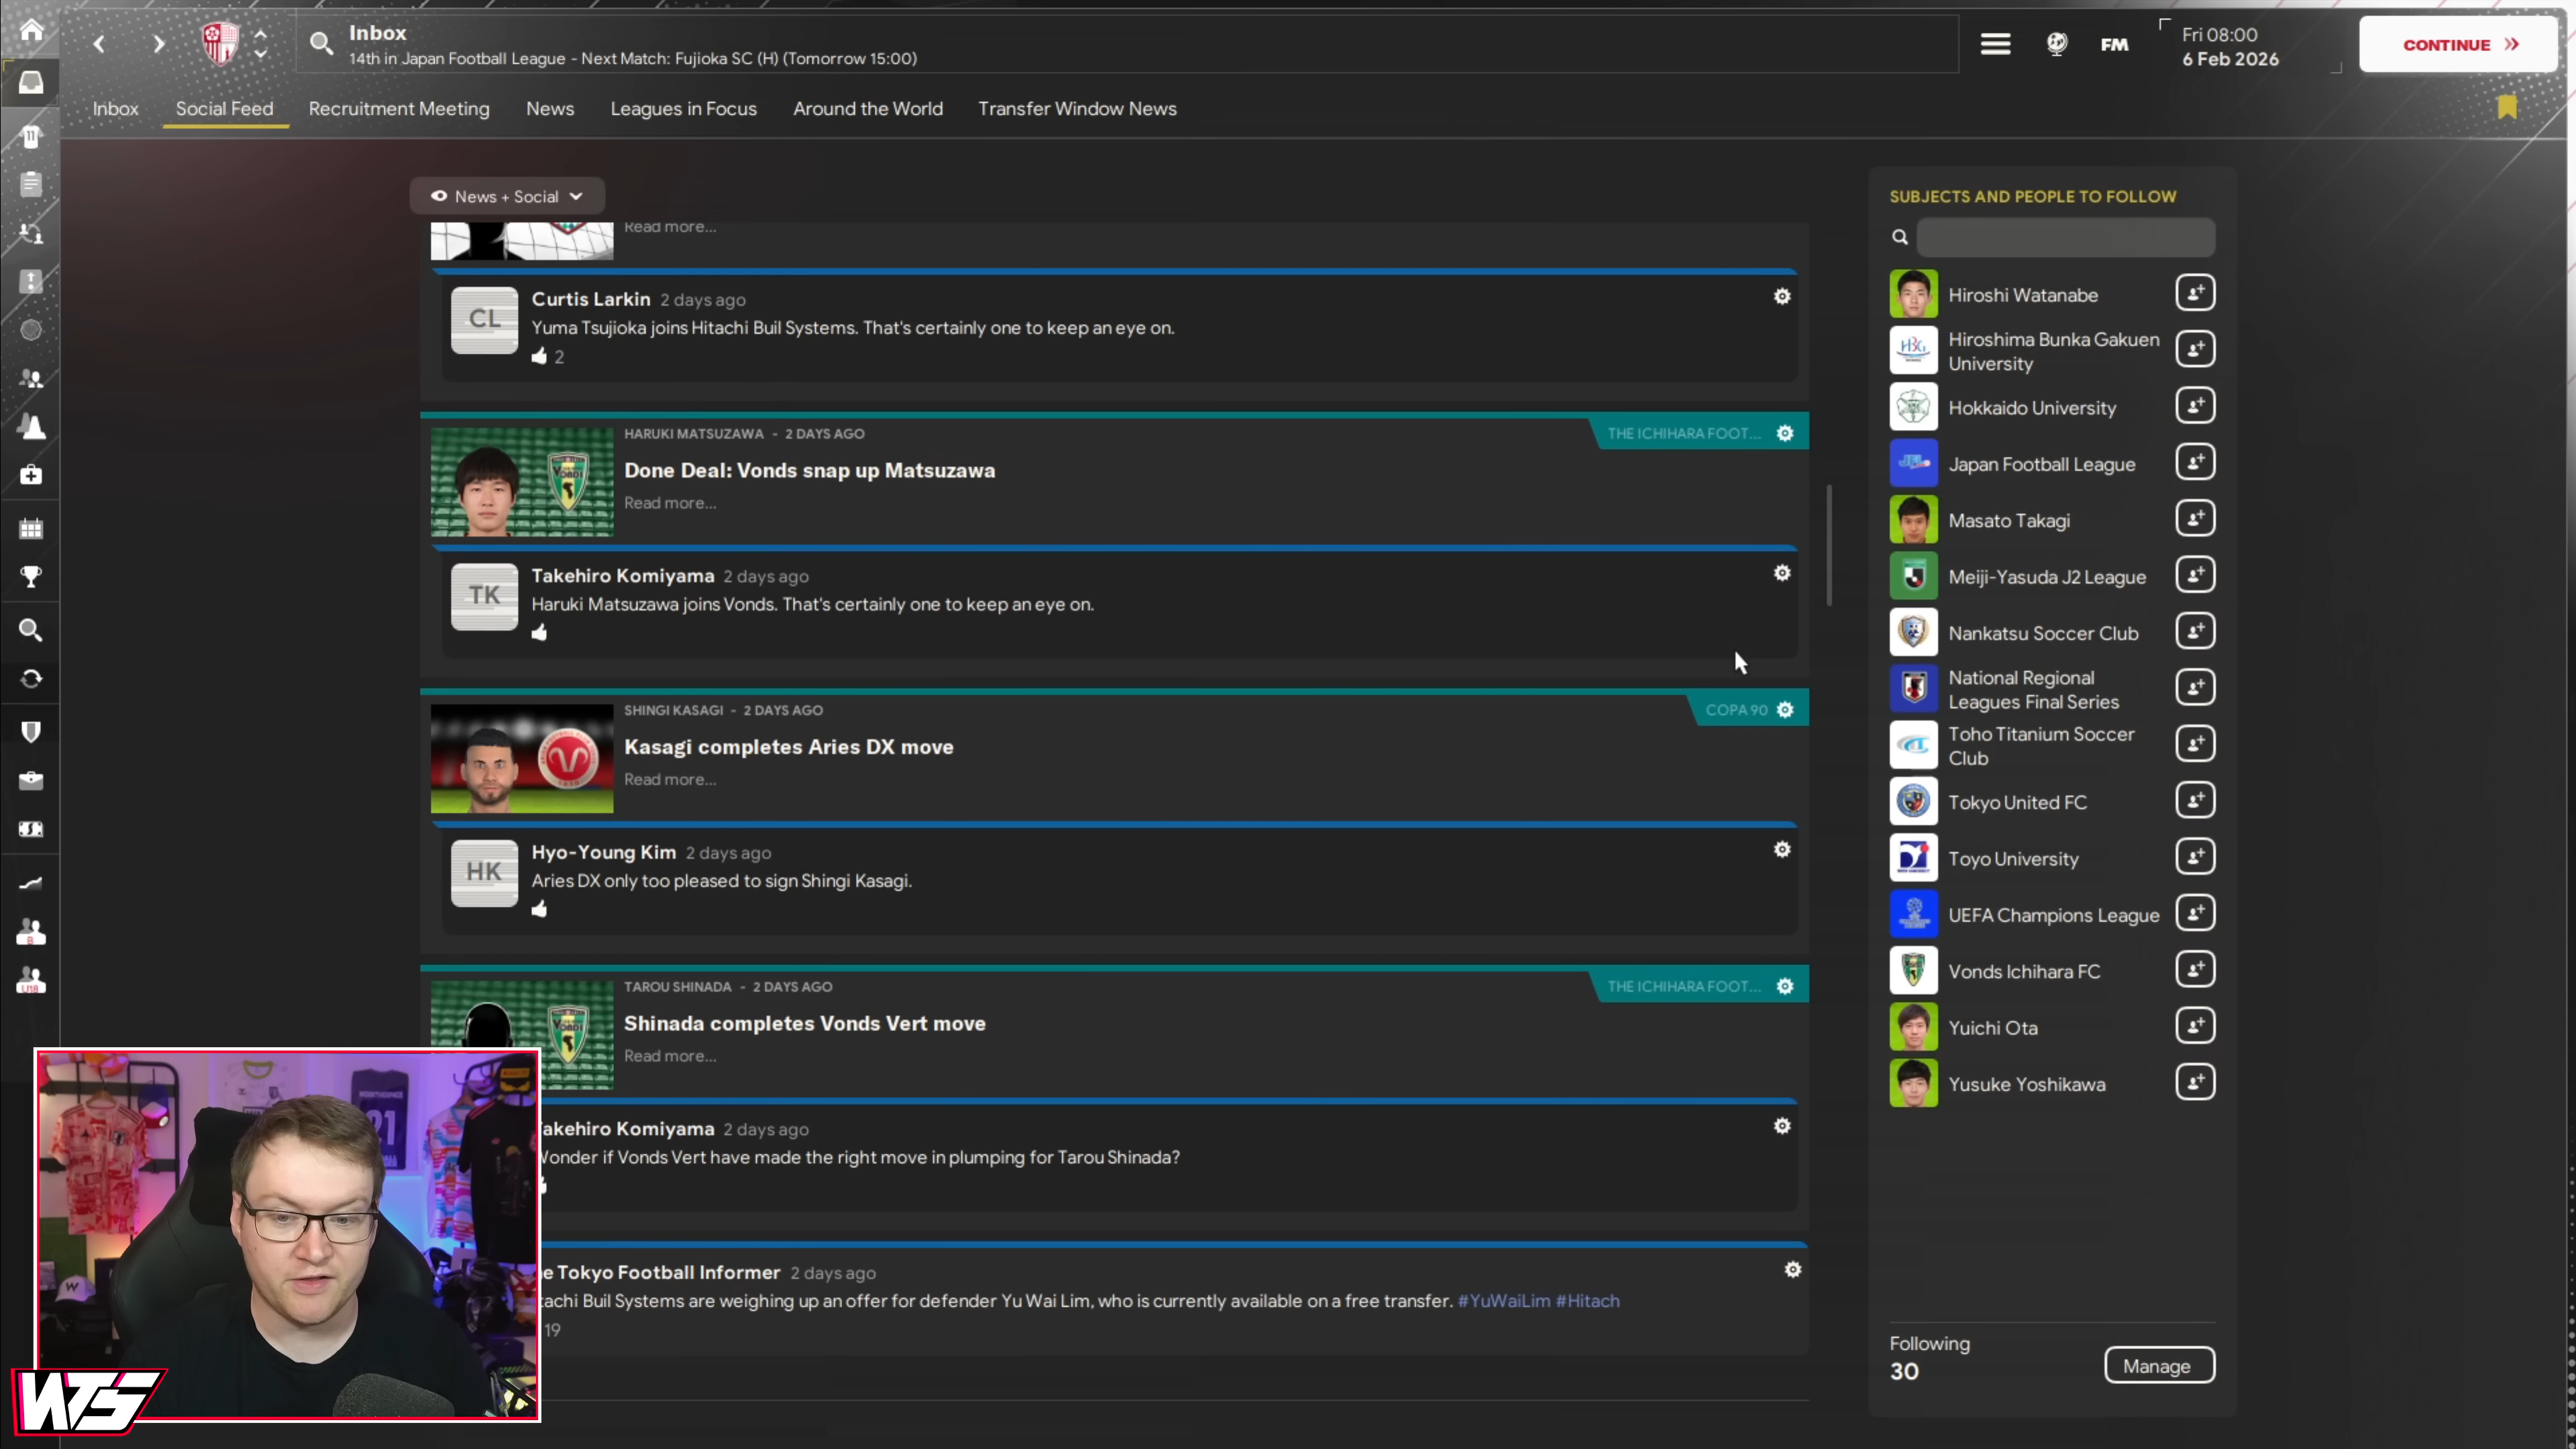 Inbox
14th in Japan Football League - Next Match: Fujioka SC (H) (Tomorrow 15:00)
FM
Fri 08:00
6 Feb 2026
CONTINUE
Inbox
Social Feed
Recruitment Meeting
News
Leagues in Focus
Around the World
Transfer Window News
News + Social
Read more...
CL
Curtis Larkin 2 days ago
Yuma Tsujioka joins Hitachi Buil Systems. That's certainly one to keep an eye on.
2
HARUKI MATSUZAWA - 2 DAYS AGO
THE ICHIHARA FOOT...
Done Deal: Vonds snap up Matsuzawa
Read more...
TK
Takehiro Komiyama 2 days ago
Haruki Matsuzawa joins Vonds. That's certainly one to keep an eye on.
SHINGI KASAGI - 2 DAYS AGO
COPA 90
Kasagi completes Aries DX move
Read more...
HK
Hyo-Young Kim 2 days ago
Aries DX only too pleased to sign Shingi Kasagi.
TAROU SHINADA - 2 DAYS AGO
THE ICHIHARA FOOT...
Shinada completes Vonds Vert move
Read more...
akehiro Komiyama 2 days ago
Wonder if Vonds Vert have made the right move in plumping for Tarou Shinada?
e Tokyo Football Informer 2 days ago
tachi Buil Systems are weighing up an offer for defender Yu Wai Lim, who is currently available on a free transfer. #YuWaiLim #Hitach
19
SUBJECTS AND PEOPLE TO FOLLOW
Hiroshi Watanabe
Hiroshima Bunka Gakuen
University
Hokkaido University
Japan Football League
Masato Takagi
Meiji-Yasuda J2 League
Nankatsu Soccer Club
National Regional
Leagues Final Series
Toho Titanium Soccer
Club
Tokyo United FC
Toyo University
UEFA Champions League
Vonds Ichihara FC
Yuichi Ota
Yusuke Yoshikawa
Following
30
Manage
11
B
U18
21
W
WTS